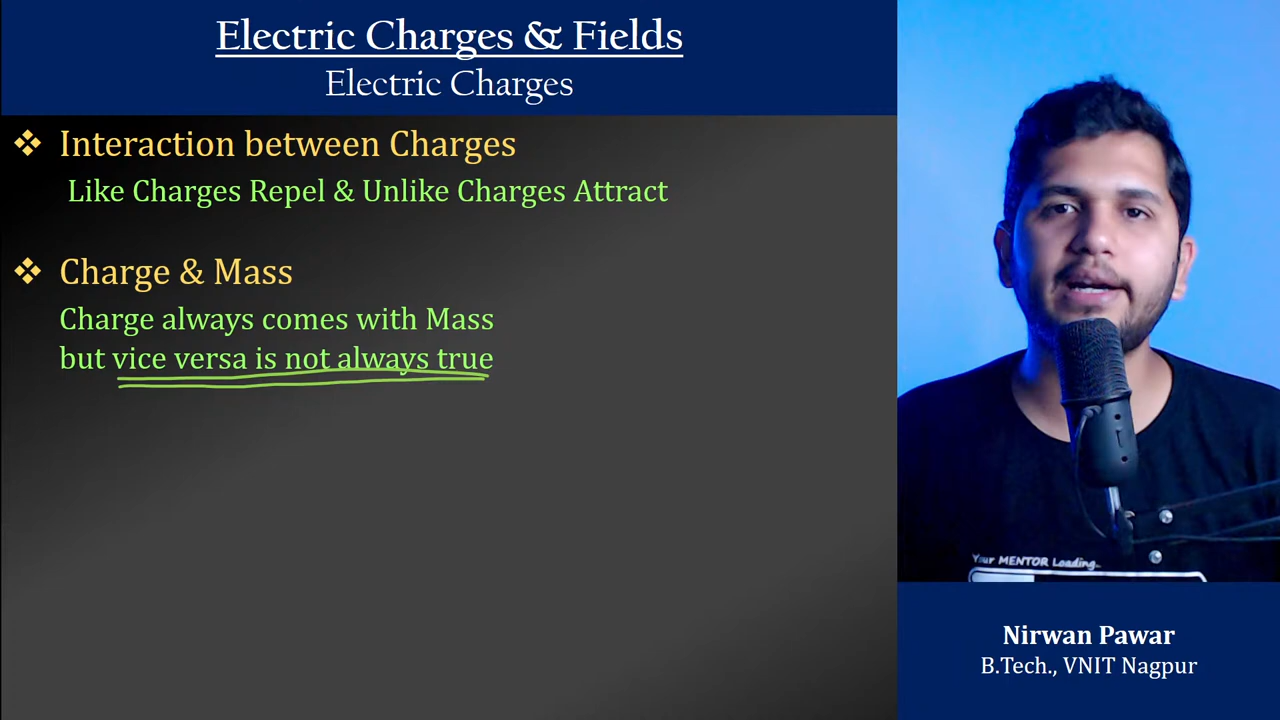 Electric Charges & Fields
Electric Charges
❖ Interaction between Charges
Like Charges Repel & Unlike Charges Attract
❖ Charge & Mass
Charge always comes with Mass
but vice versa is not always true
Your MENTOR Loading..
Nirwan Pawar
B.Tech., VNIT Nagpur